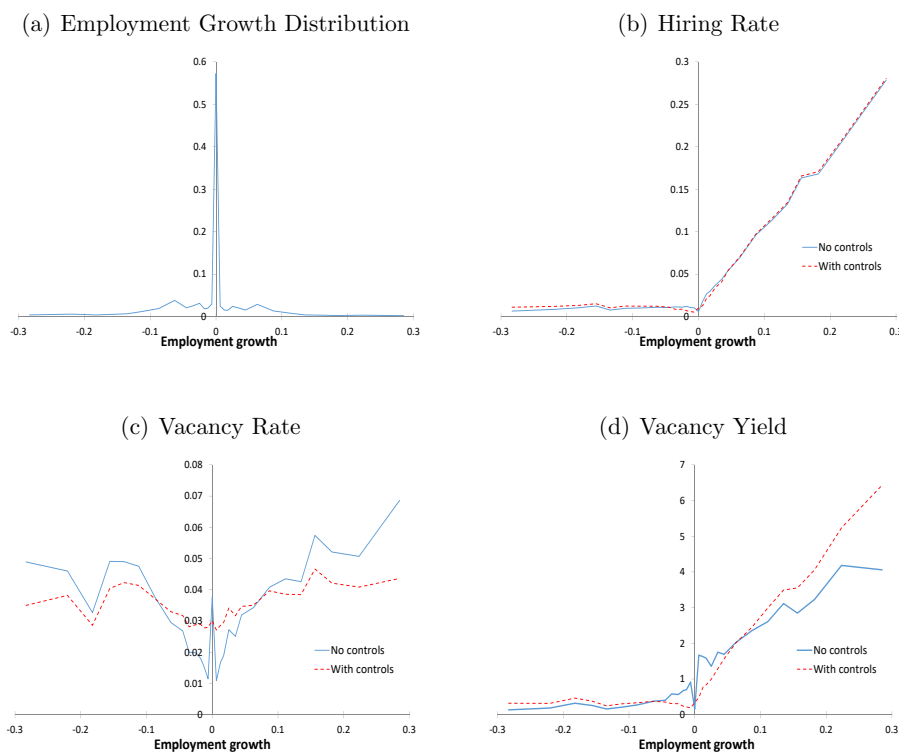 (a) Employment Growth Distribution
0.6
0.5
0.4
0.3
0.2
0.1
0
-0.3 -0.2 -0.1 0 0.1 0.2 0.3
Employment growth
(b) Hiring Rate
0.3
0.25
0.2
0.15
0.1
0.05
0
No controls
With controls
-0.3 -0.2 -0.1 0 0.1 0.2 0.3
Employment growth
(c) Vacancy Rate
0.08
0.07
0.06
0.05
0.04
0.03
0.02
0.01
0
No controls
With controls
-0.3 -0.2 -0.1 0 0.1 0.2 0.3
Employment growth
(d) Vacancy Yield
7
6
5
4
3
2
1
0
No controls
With controls
-0.3 -0.2 -0.1 0 0.1 0.2 0.3
Employment growth